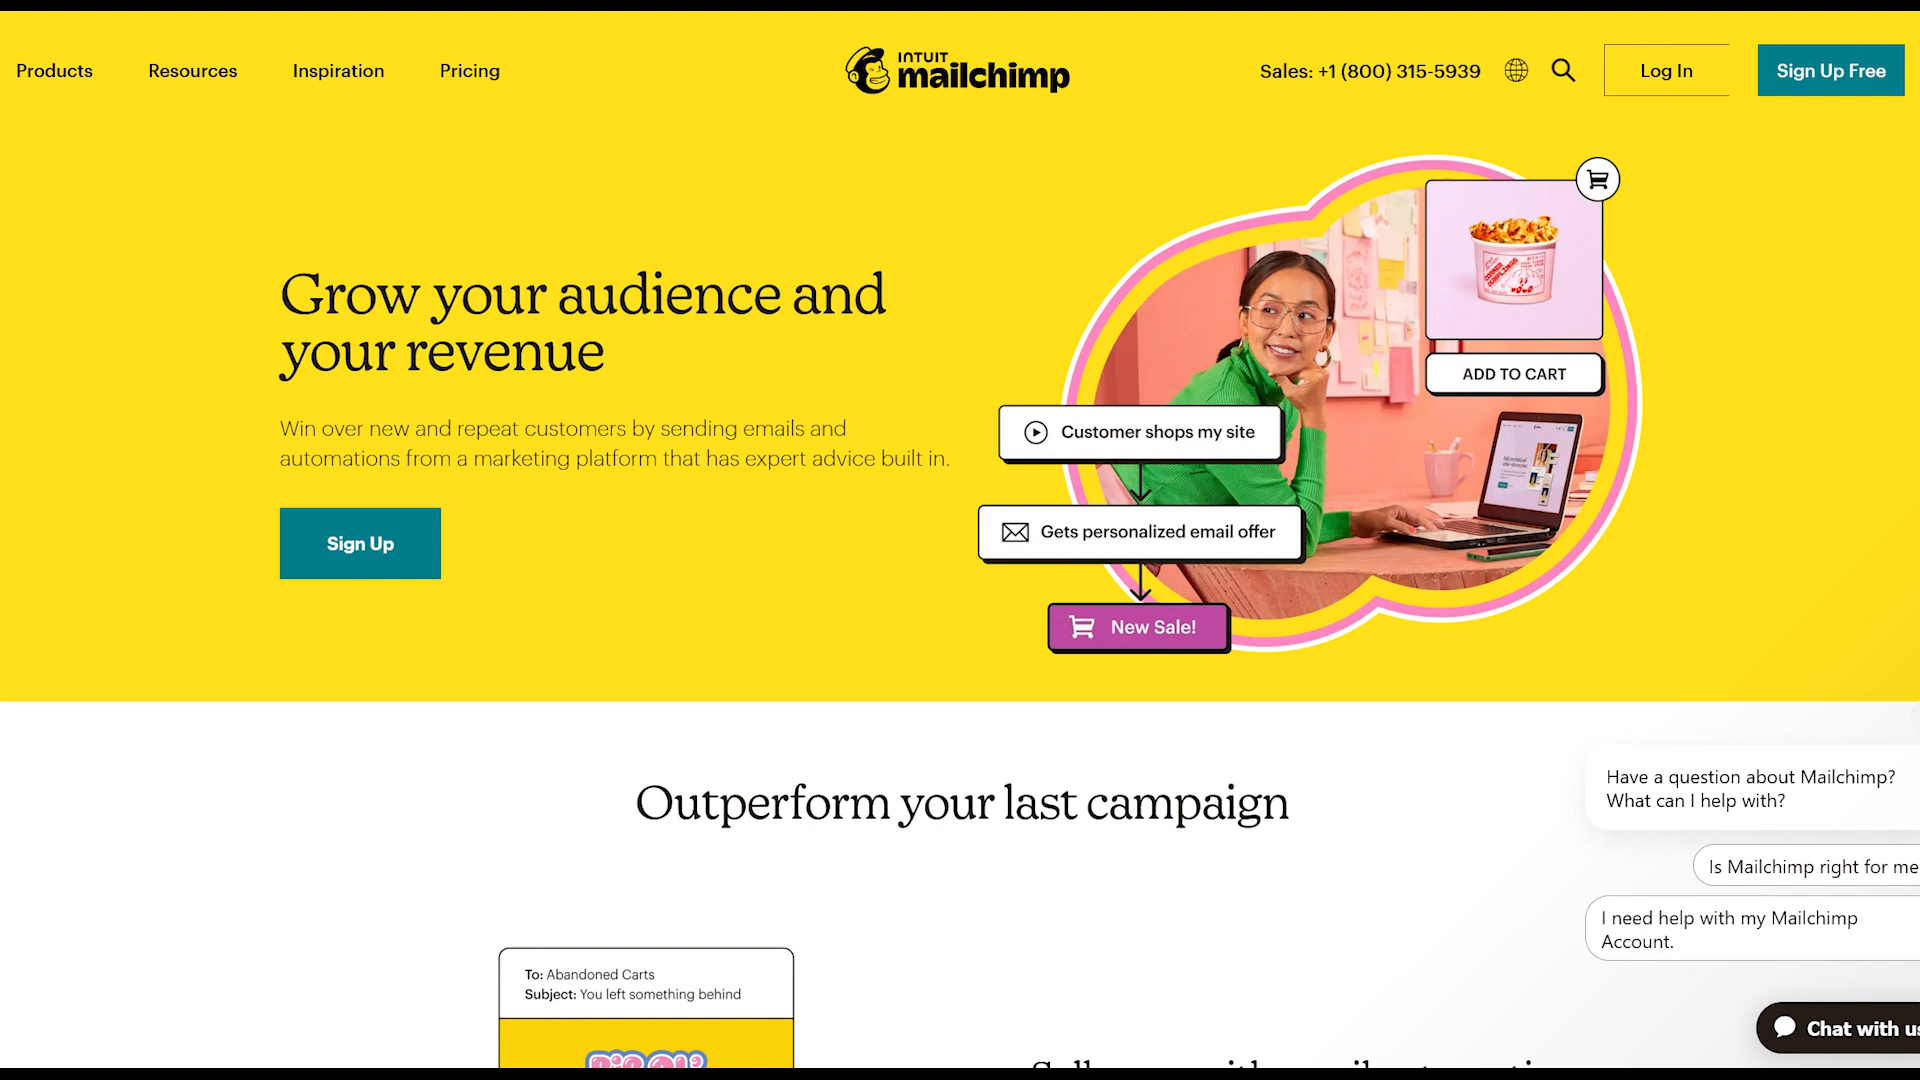 Products
Resources
Inspiration
Pricing
INTUIT
mailchimp
Sales: +1 (800) 315-5939
Log In
Sign Up Free
Grow your audience and
your revenue
Win over new and repeat customers by sending emails and
automations from a marketing platform that has expert advice built in.
Sign Up
ADD TO CART
Customer shops my site
Gets personalized email offer
New Sale!
Outperform your last campaign
Have a question about Mailchimp?
What can I help with?
Is Mailchimp right for me
I need help with my Mailchimp
Account.
To: Abandoned Carts
Subject: You left something behind
Chat with us